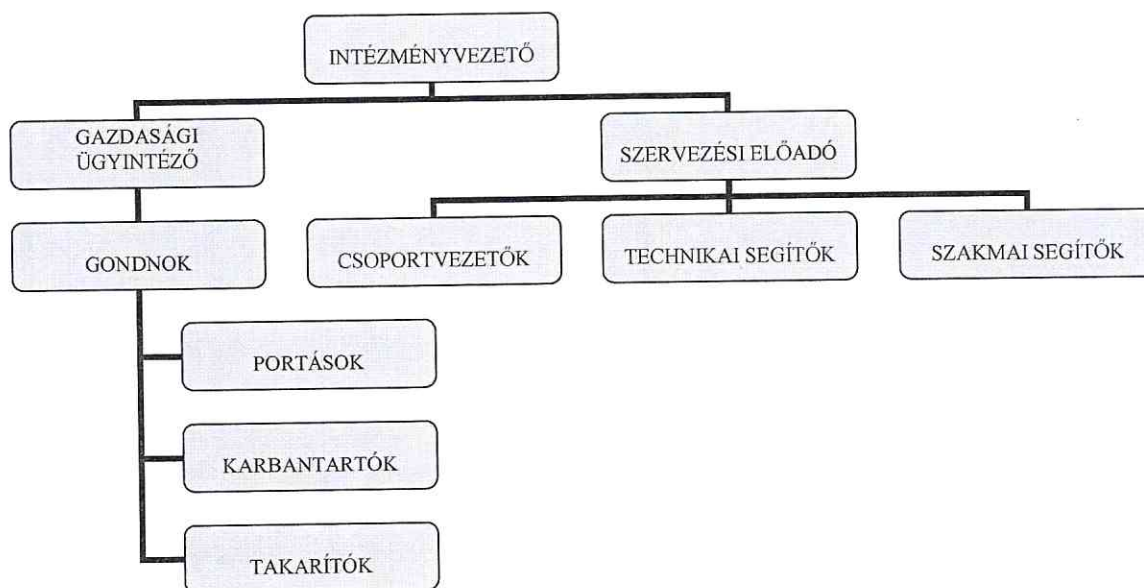 INTÉZMÉNYVEZETŐ
GAZDASÁGI
ÜGYINTÉZŐ
SZERVEZÉSI ELŐADÓ
GONDNOK
CSOPORTVEZETŐK
TECHNIKAI SEGÍTŐK
SZAKMAI SEGÍTŐK
PORTÁSOK
KARBANTARTÓK
TAKARÍTÓK